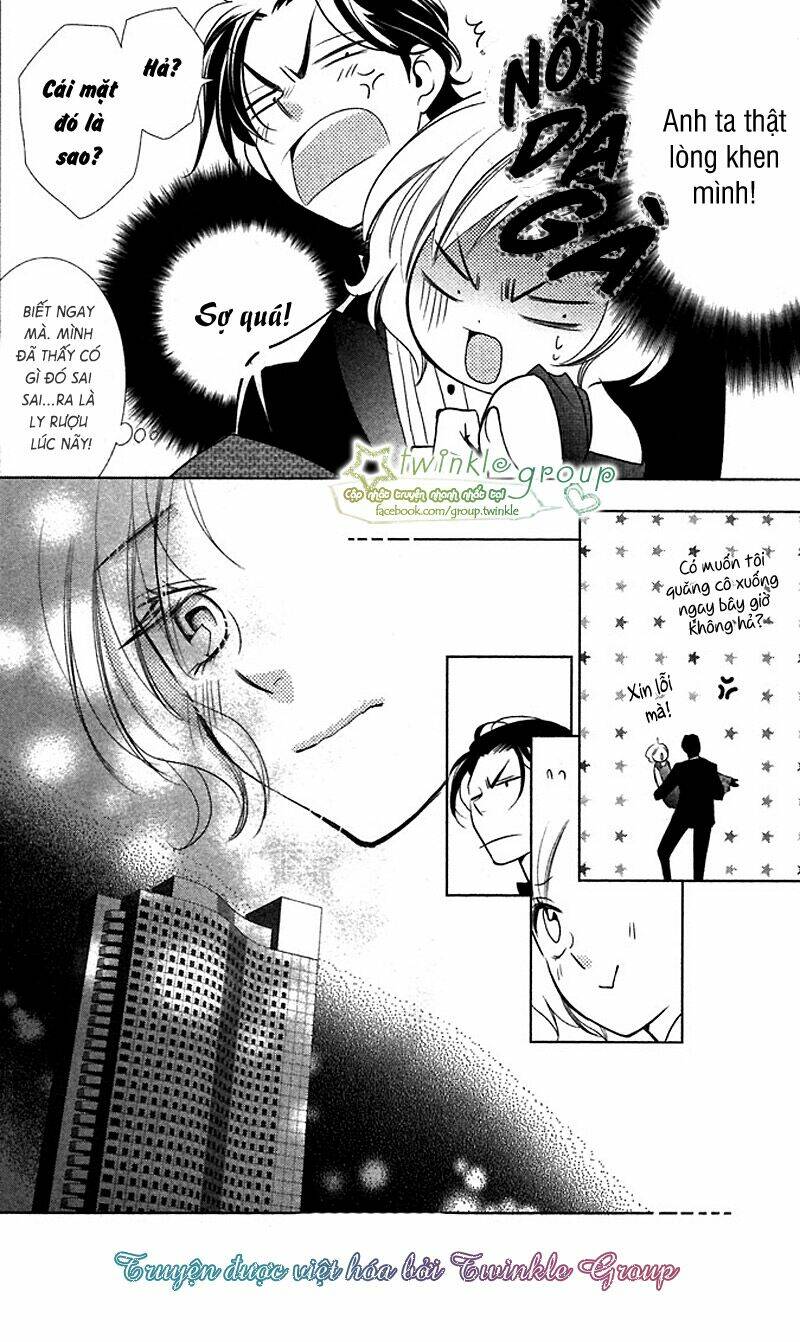 Hả?
Cái mặt
đó là
sao?
NỔI
DA
GÀ
Anh ta thật
lòng khen
mình!
Sợ quá!
BIẾT NGAY
MÀ. MÌNH
ĐÃ THẤY CÓ
GÌ ĐÓ SAI
SAI...RA LÀ
LY RƯỢU
LÚC NÃY!
twinkle group
Cập nhật truyện nhanh nhất tại
facebook.com/group.twinkle
Có muốn tôi
quăng cô xuống
ngay bây giờ
không hả?
Xin lỗi
mà!
Truyện được việt hóa bởi Twinkle Group